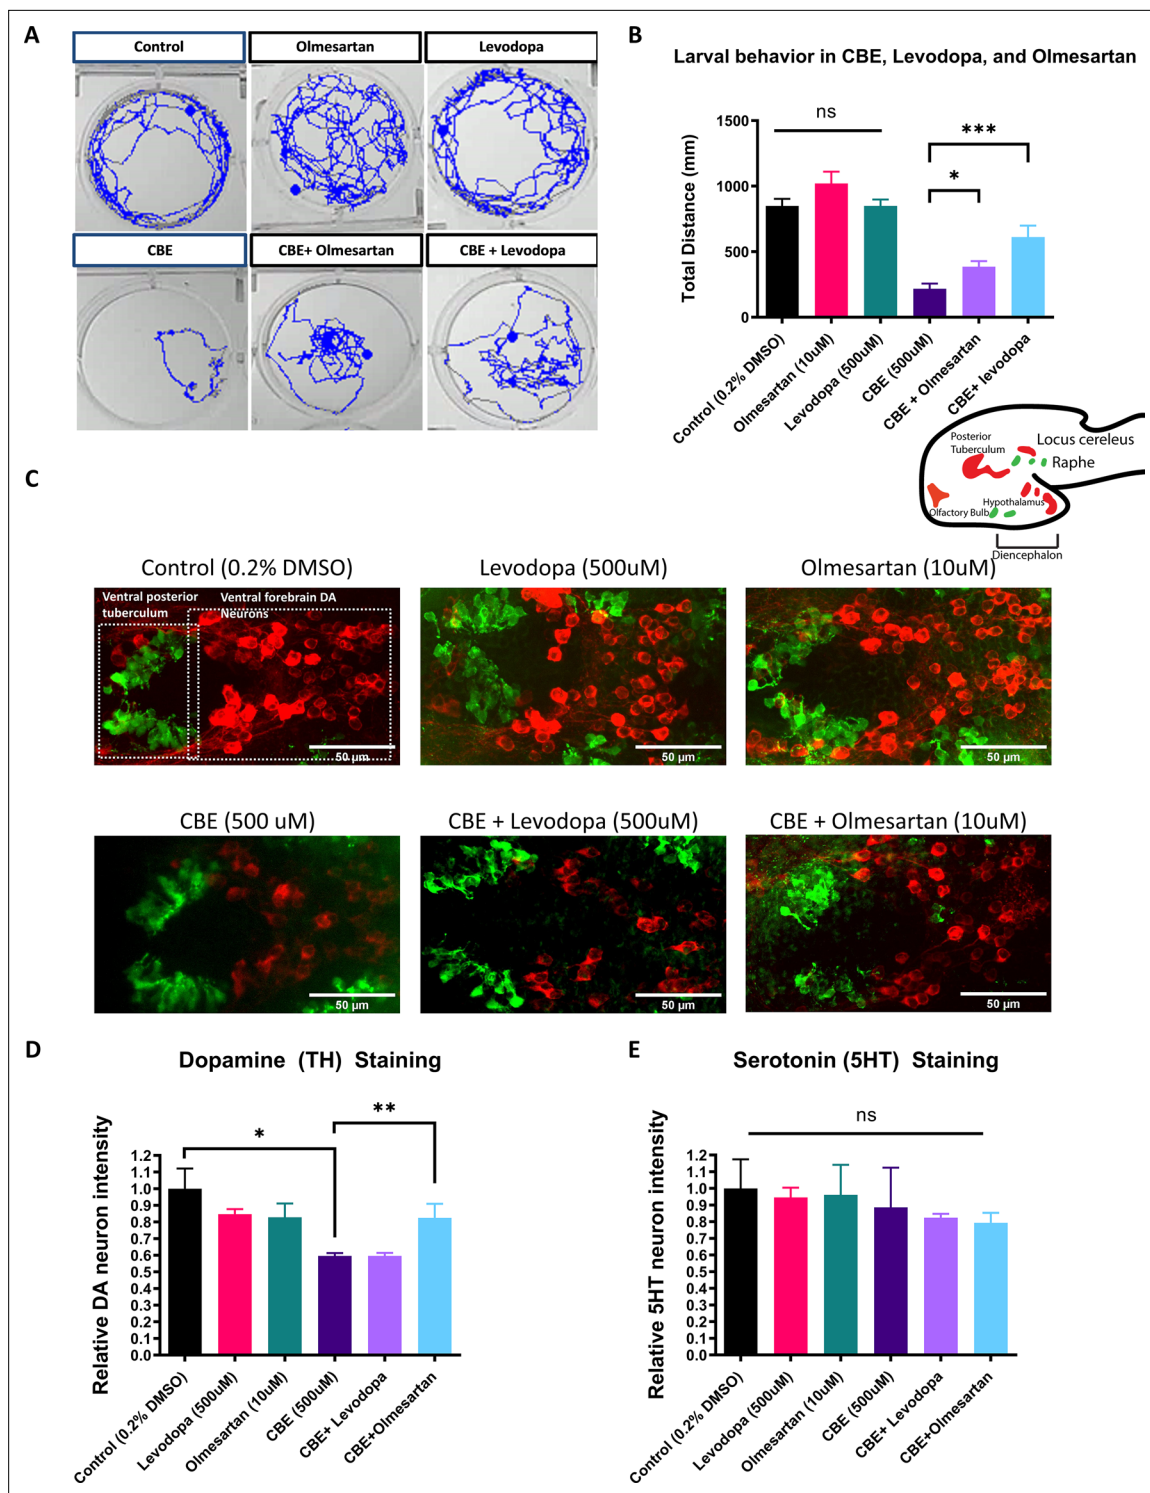 A
Control
Olmesartan
Levodopa
CBE
CBE+ Olmesartan
CBE + Levodopa
B
Larval behavior in CBE, Levodopa, and Olmesartan
Total Distance (mm)
1500
1000
500
0
ns
***
*
Control (0.2% DMSO)
Olmesartan (10uM)
Levodopa (500uM)
CBE (500uM)
CBE + Olmesartan
CBE+ levodopa
Posterior
Tuberculum
Locus cereleus
Raphe
Hypothalamus
Olfactory Bulb
Diencephalon
C
Control (0.2% DMSO)
Levodopa (500uM)
Olmesartan (10uM)
Ventral posterior
tuberculum
Ventral forebrain DA
Neurons
50 µm
50 µm
50 µm
CBE (500 uM)
CBE + Levodopa (500uM)
CBE + Olmesartan (10uM)
50 µm
50 µm
50 µm
D
Dopamine (TH) Staining
Relative DA neuron intensity
1.2
1.1
1.0
0.9
0.8
0.7
0.6
0.5
0.4
0.3
0.2
0.1
0.0
*
**
Control (0.2% DMSO)
Levodopa (500uM)
Olmesartan (10uM)
CBE (500uM)
CBE+ Levodopa
CBE+Olmesartan
E
Serotonin (5HT) Staining
Relative 5HT neuron intensity
1.2
1.1
1.0
0.9
0.8
0.7
0.6
0.5
0.4
0.3
0.2
0.1
0.0
ns
Control (0.2% DMSO)
Levodopa (500uM)
Olmesartan (10uM)
CBE (500uM)
CBE+ Levodopa
CBE+Olmesartan